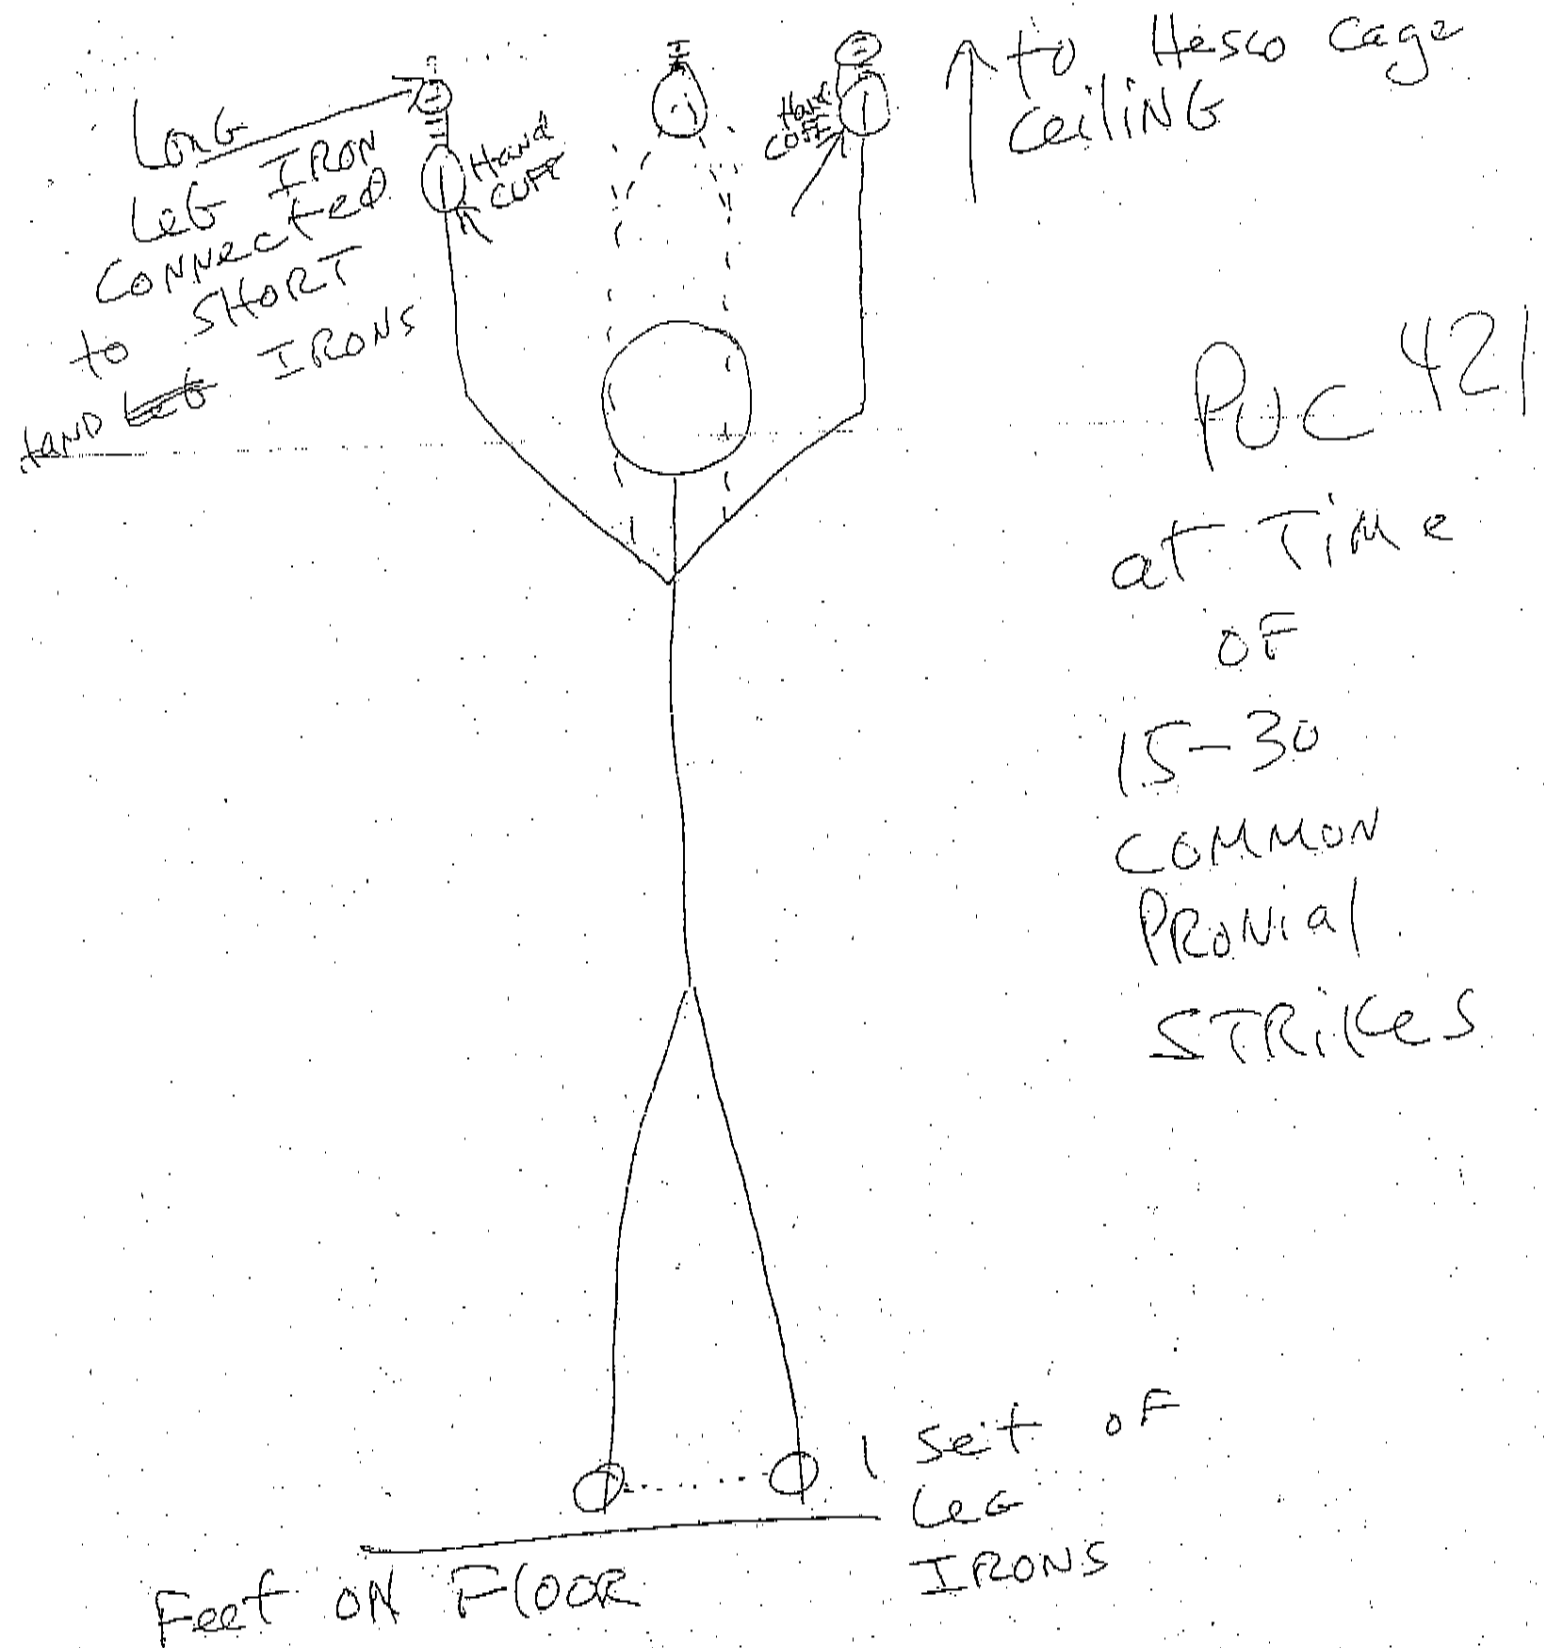 LONG
LEG IRON
CONNECTED
to SHORT
HAND LEG IRONS
HAND
CUFF
Hand
CUFF
to Hesco Cage
CeiliNG
PUC 421
at Time
OF
15-30
COMMON
PRONial
STRikes
1 Set OF
LeG
IRONS
Feet ON FlOOR